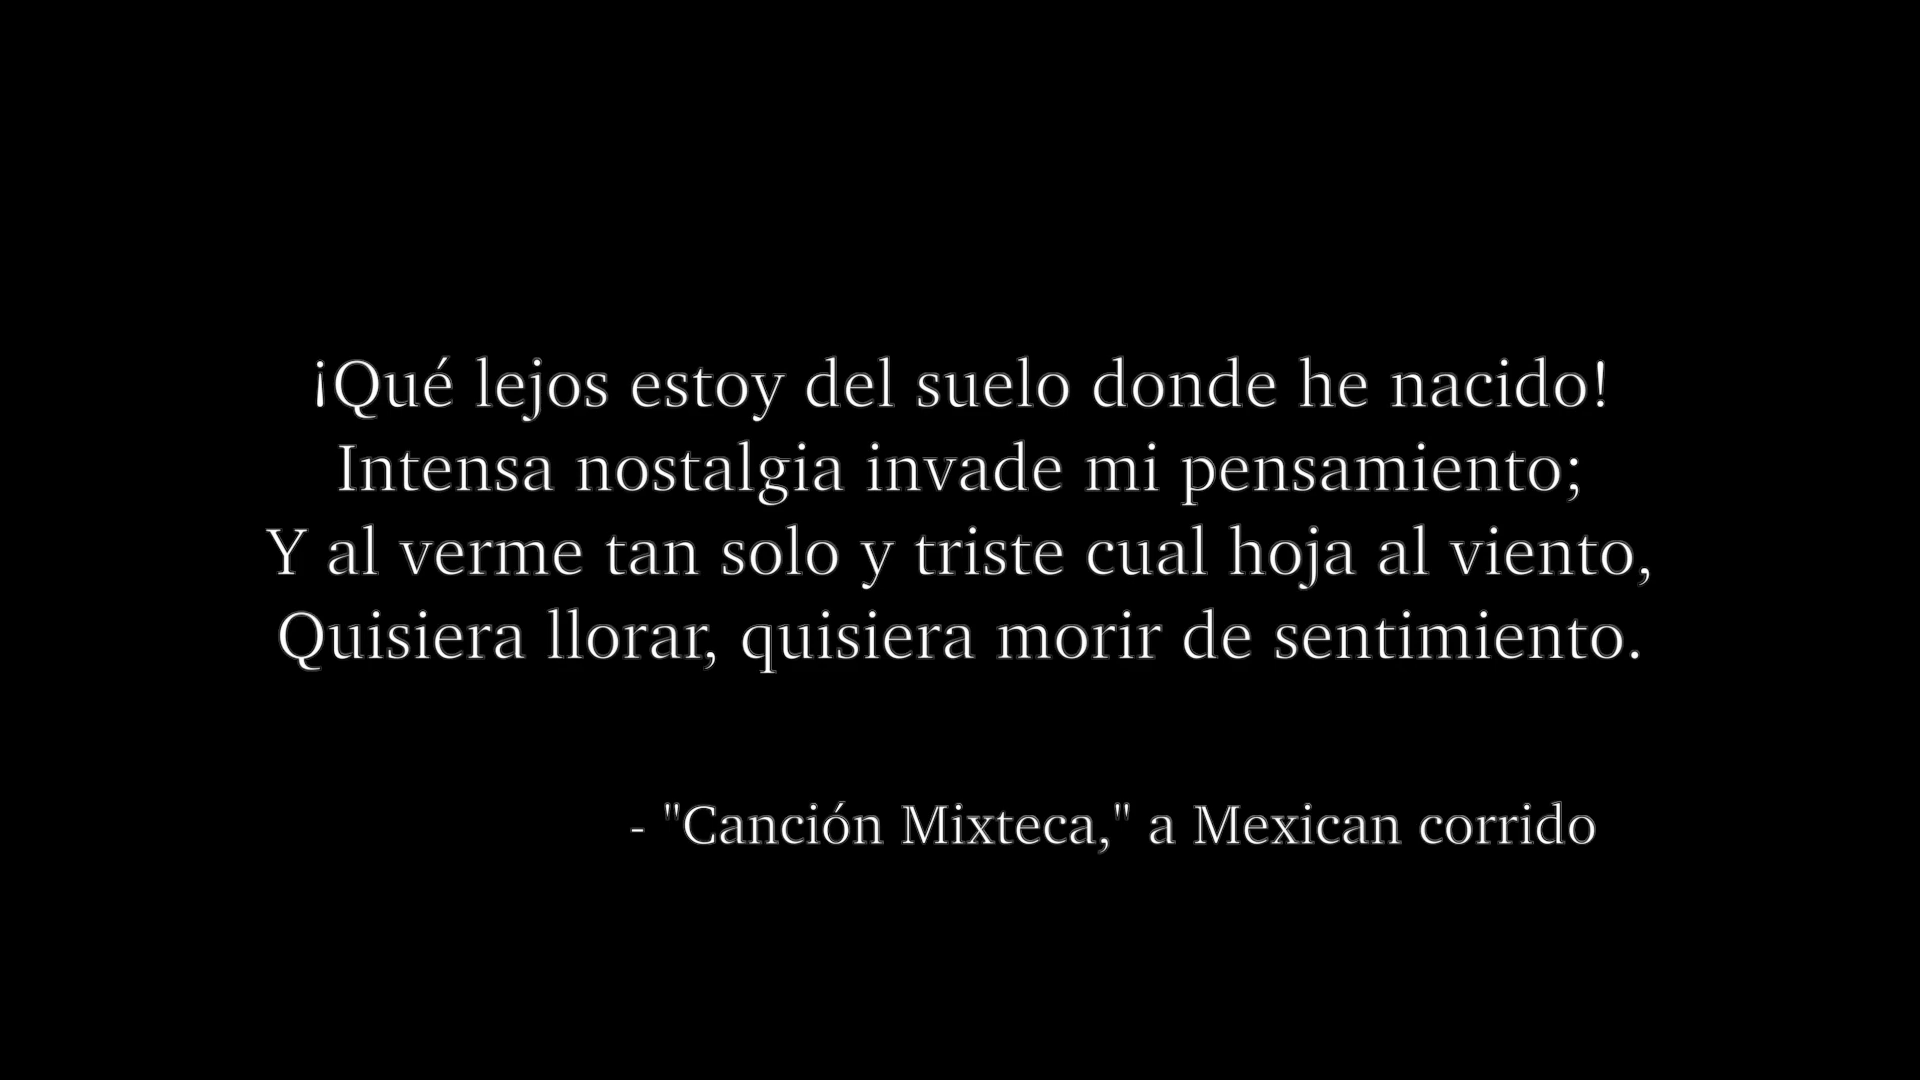 ¡Qué lejos estoy del suelo donde he nacido!
Intensa nostalgia invade mi pensamiento;
Y al verme tan solo y triste cual hoja al viento,
Quisiera llorar, quisiera morir de sentimiento.
- "Canción Mixteca," a Mexican corrido